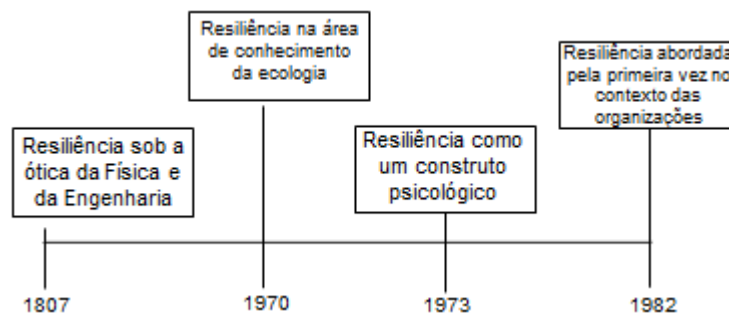 Resiliência sob a
ótica da Física e
da Engenharia
Resiliência na área
de conhecimento
da ecologia
Resiliência como
um construto
psicológico
Resiliência abordada
pela primeira vez no
contexto das
organizações
1807
1970
1973
1982